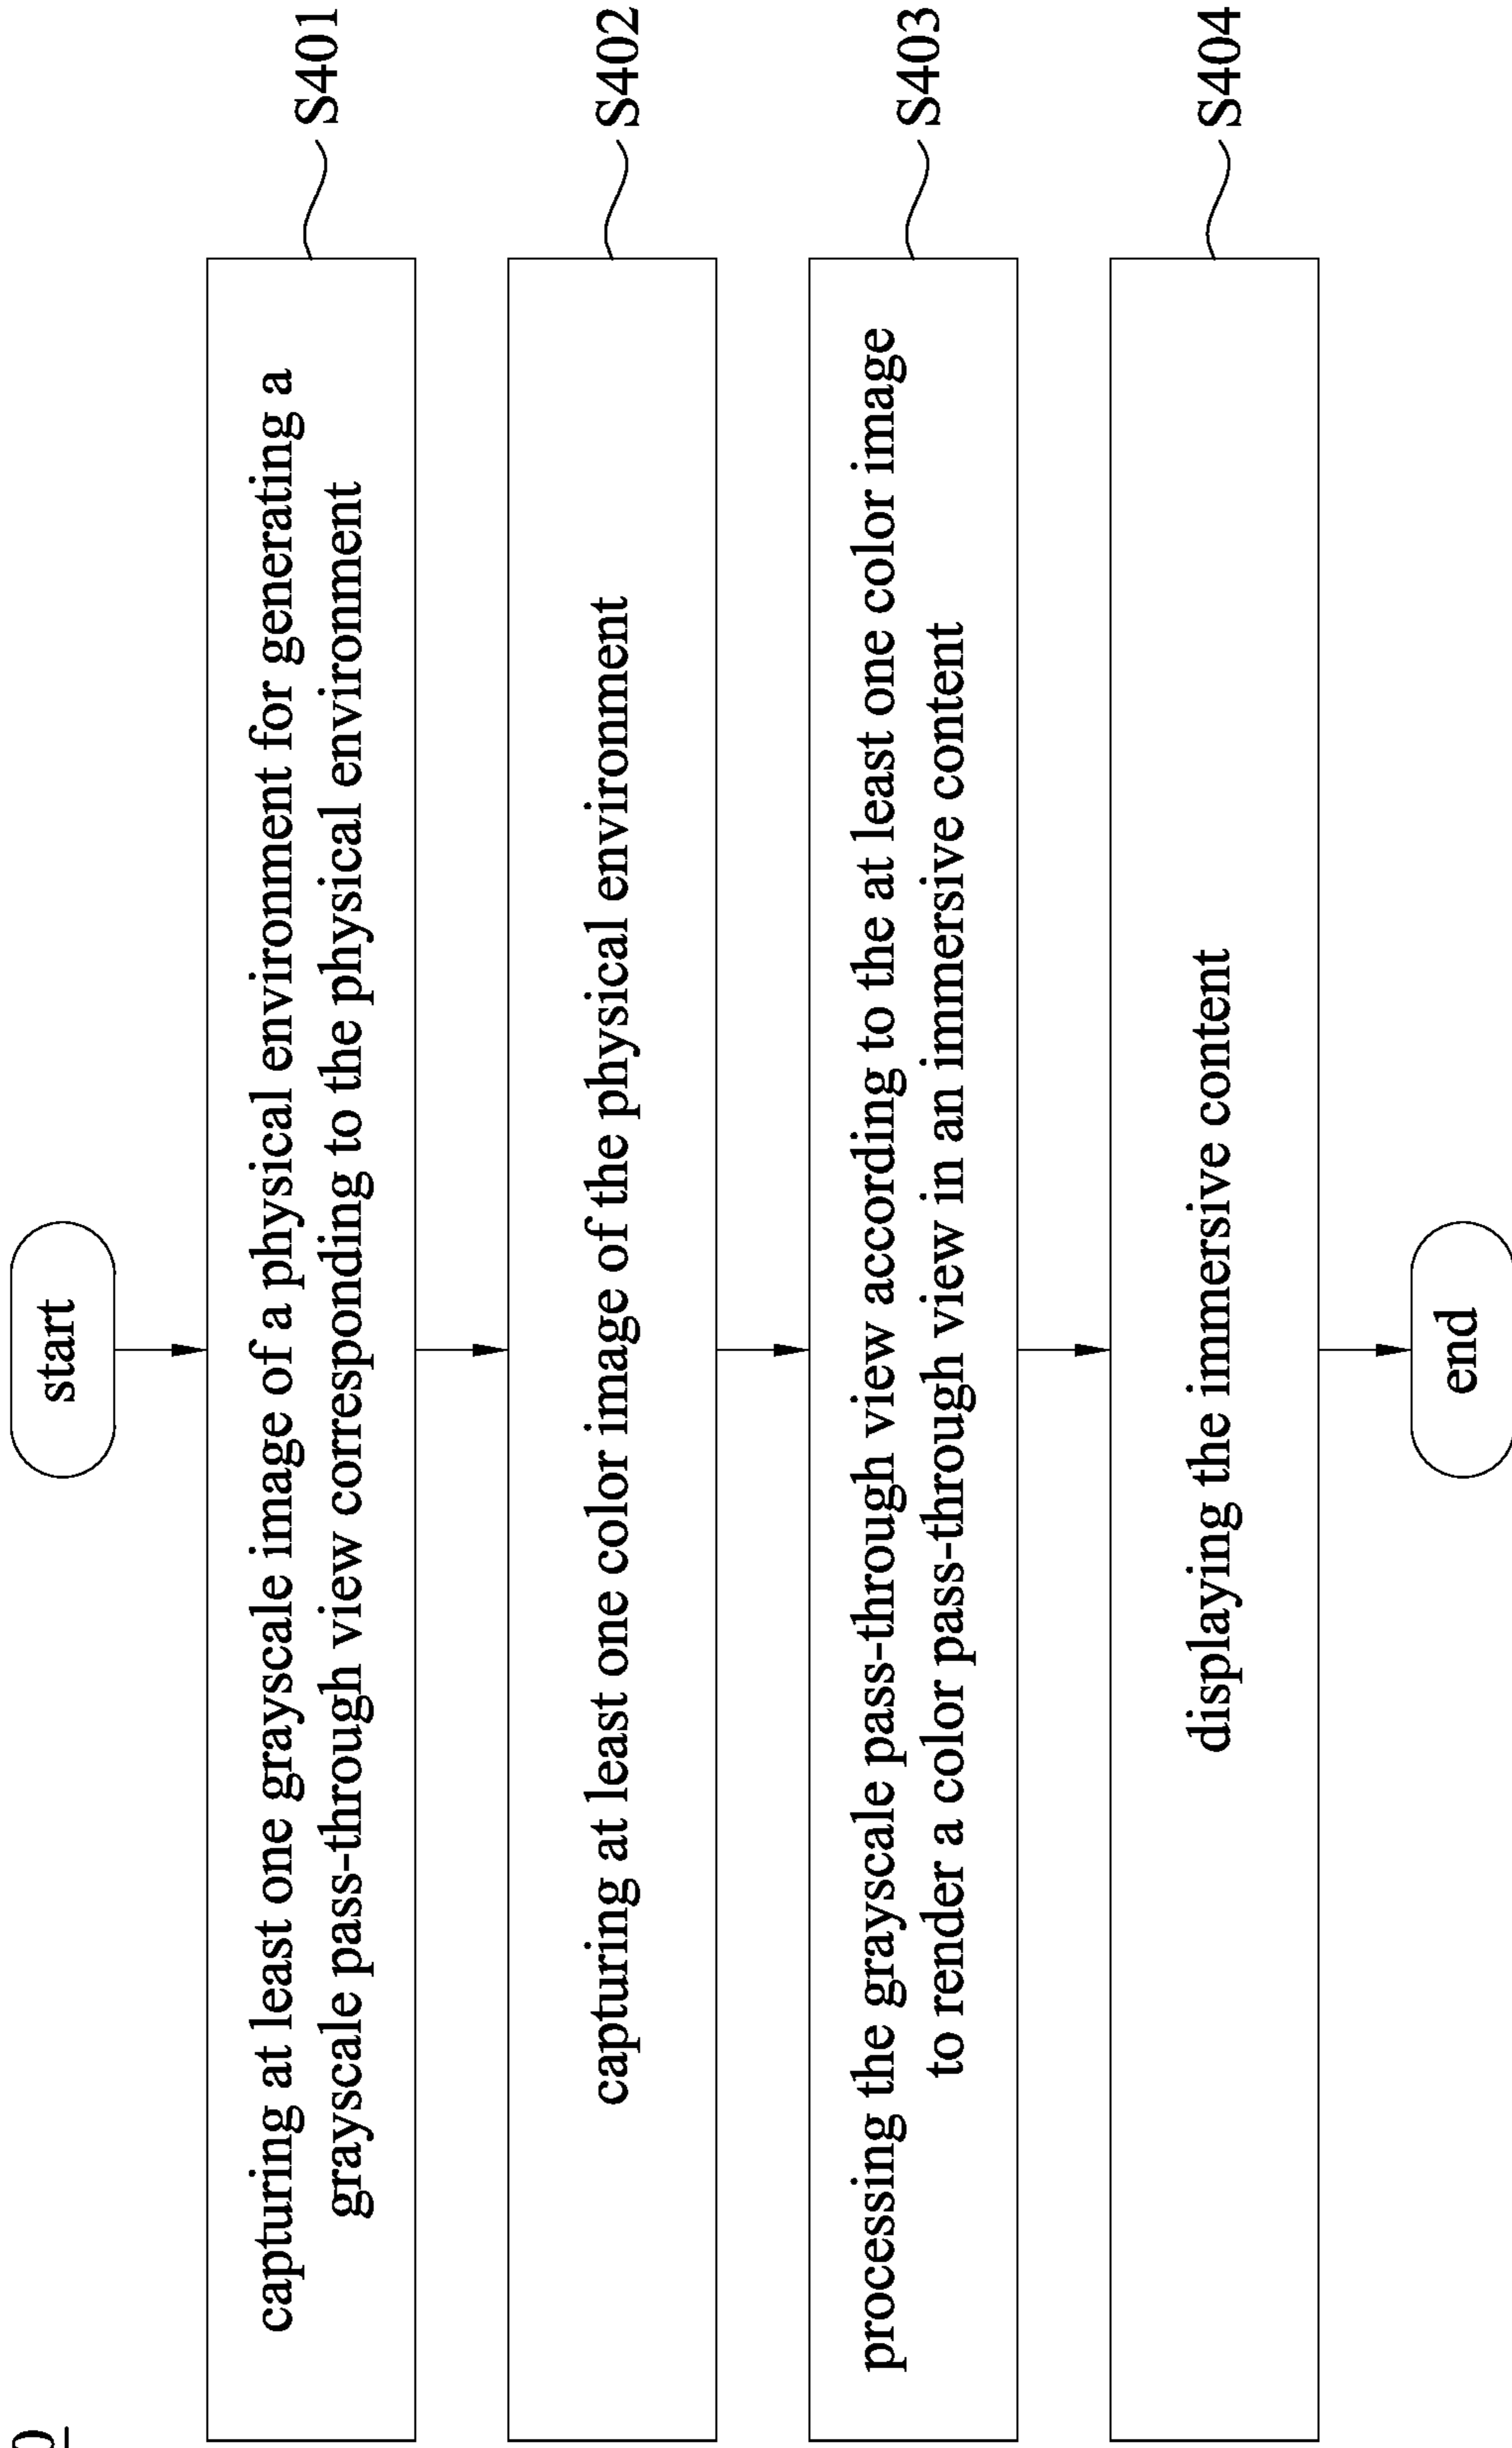 start
capturing at least one grayscale image of a physical environment for generating a
grayscale pass-through view corresponding to the physical environment
S401
capturing at least one color image of the physical environment
S402
processing the grayscale pass-through view according to the at least one color image
to render a color pass-through view in an immersive content
S403
displaying the immersive content
S404
end